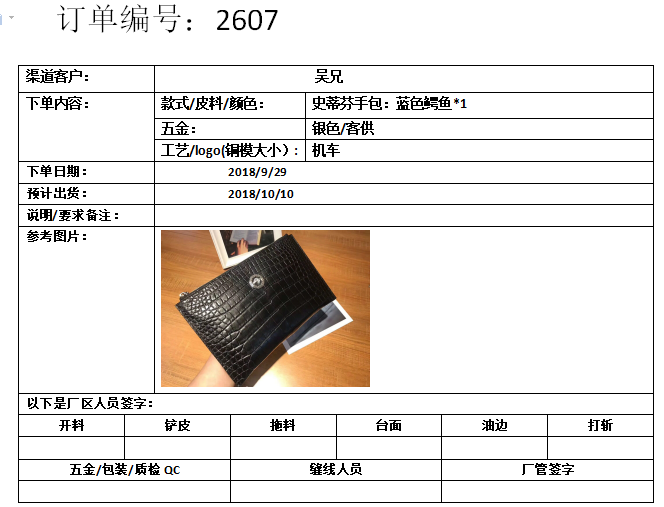 订单编号：2607
渠道客户： 吴兄
下单内容： 款式/皮料/颜色： 史蒂芬手包：蓝色鳄鱼*1
五金： 银色/客供
工艺/logo(铜模大小）： 机车
下单日期： 2018/9/29
预计出货： 2018/10/10
说明/要求备注：
参考图片：
以下是厂区人员签字：
开料 铲皮 拖料 台面 油边 打斩
五金/包装/质检 QC 缝线人员 厂管签字